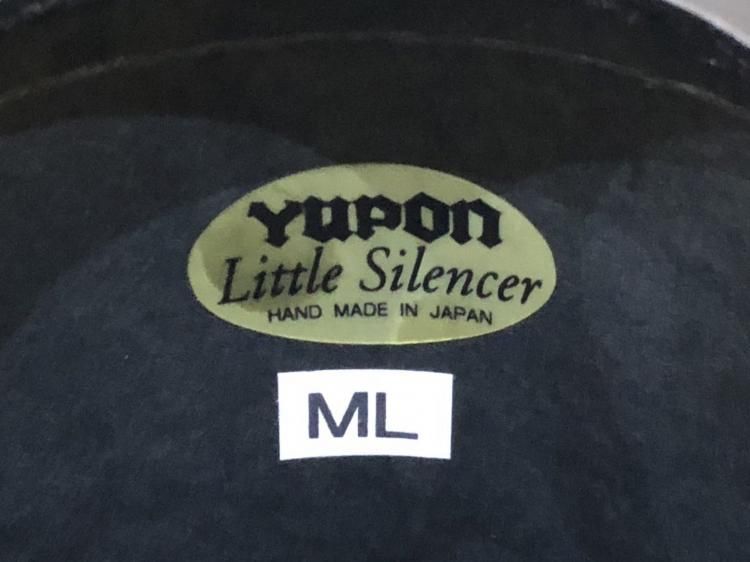 YUPON
Little Silencer
HAND MADE IN JAPAN
ML